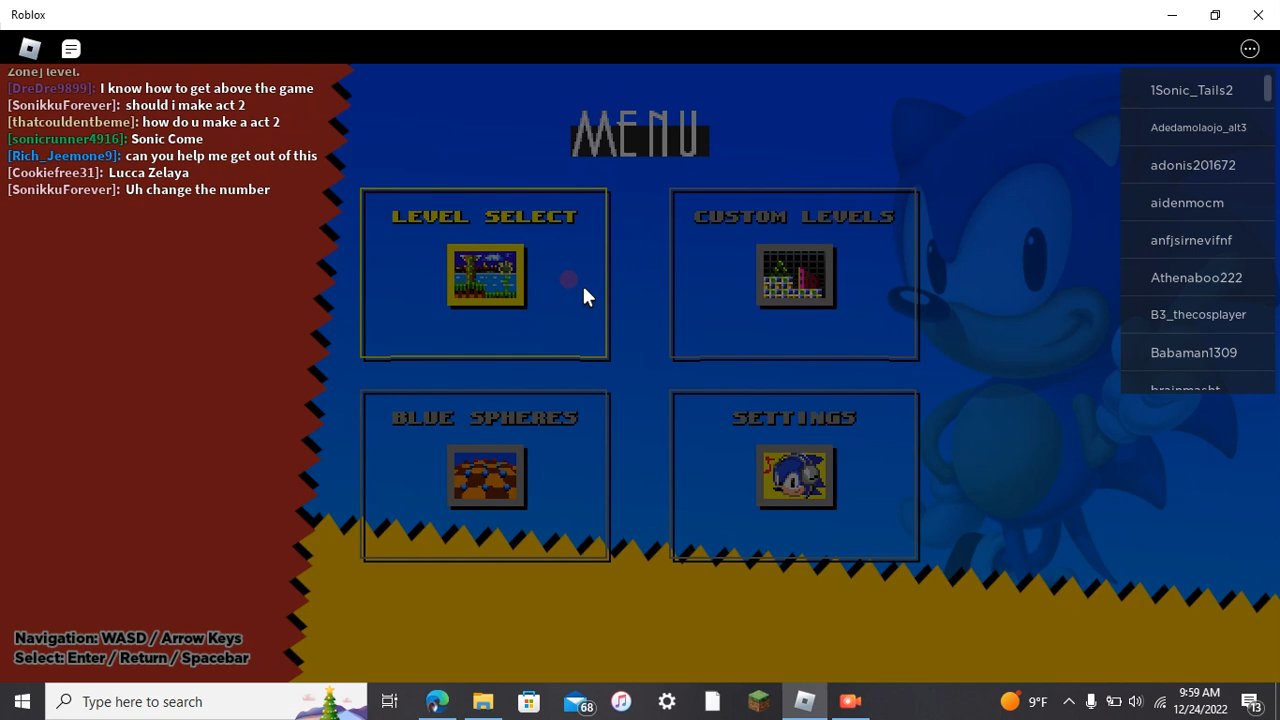 Roblox
Zone] level.
[DreDre9899]: I know how to get above the game
[SonikkuForever]: should i make act 2
[thatcouldentbeme]: how do u make a act 2
[sonicrunner4916]: Sonic Come
[Rich_Jeemone9]: can you help me get out of this
[Cookiefree31]: Lucca Zelaya
[SonikkuForever]: Uh change the number
MENU
LEVEL SELECT
CUSTOM LEVELS
BLUE SPHERES
SETTINGS
1Sonic_Tails2
Adedamolaojo_alt3
adonis201672
aidenmocm
anfjsirnevifnf
Athenaboo222
B3_thecosplayer
Babaman1309
Navigation: WASD / Arrow Keys
Select: Enter / Return / Spacebar
Type here to search
68
9°F
9:59 AM
12/24/2022
13